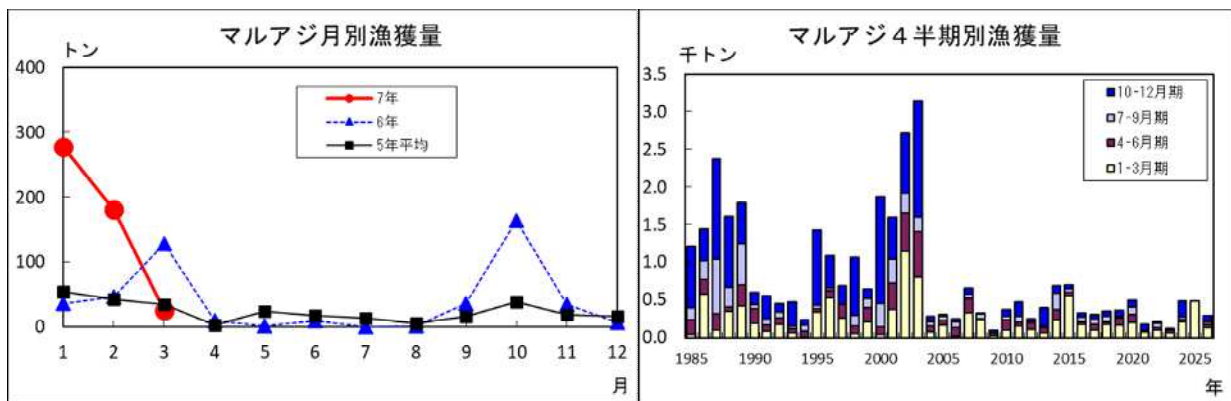 マルアジ月別漁獲量
トン
400
300
200
100
0
7年
6年
5年平均
1 2 3 4 5 6 7 8 9 10 11 12
月
マルアジ4半期別漁獲量
千トン
3.5
3.0
2.5
2.0
1.5
1.0
0.5
0.0
10-12月期
7-9月期
4-6月期
1-3月期
1985 1990 1995 2000 2005 2010 2015 2020 2025
年